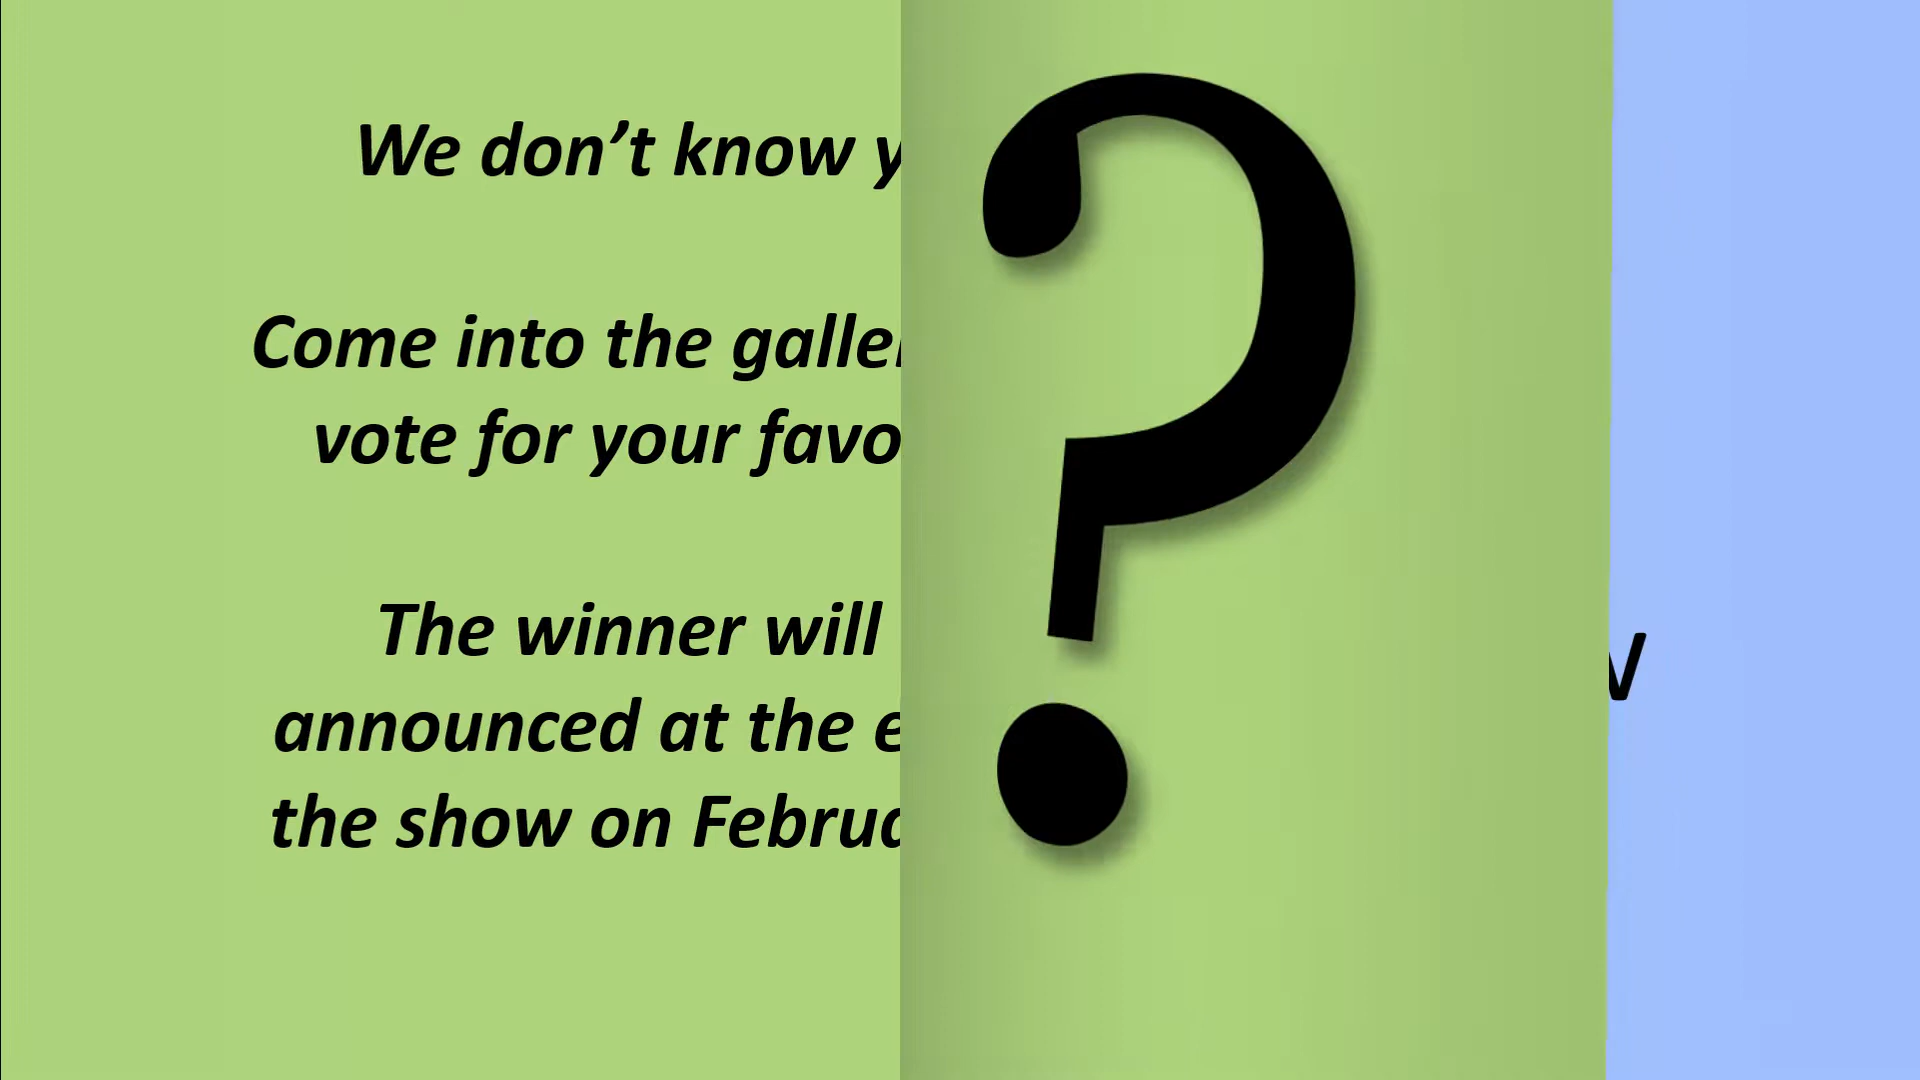 We don’t know
Come into the
vote for your
The winner will
announced at the
the show on
?